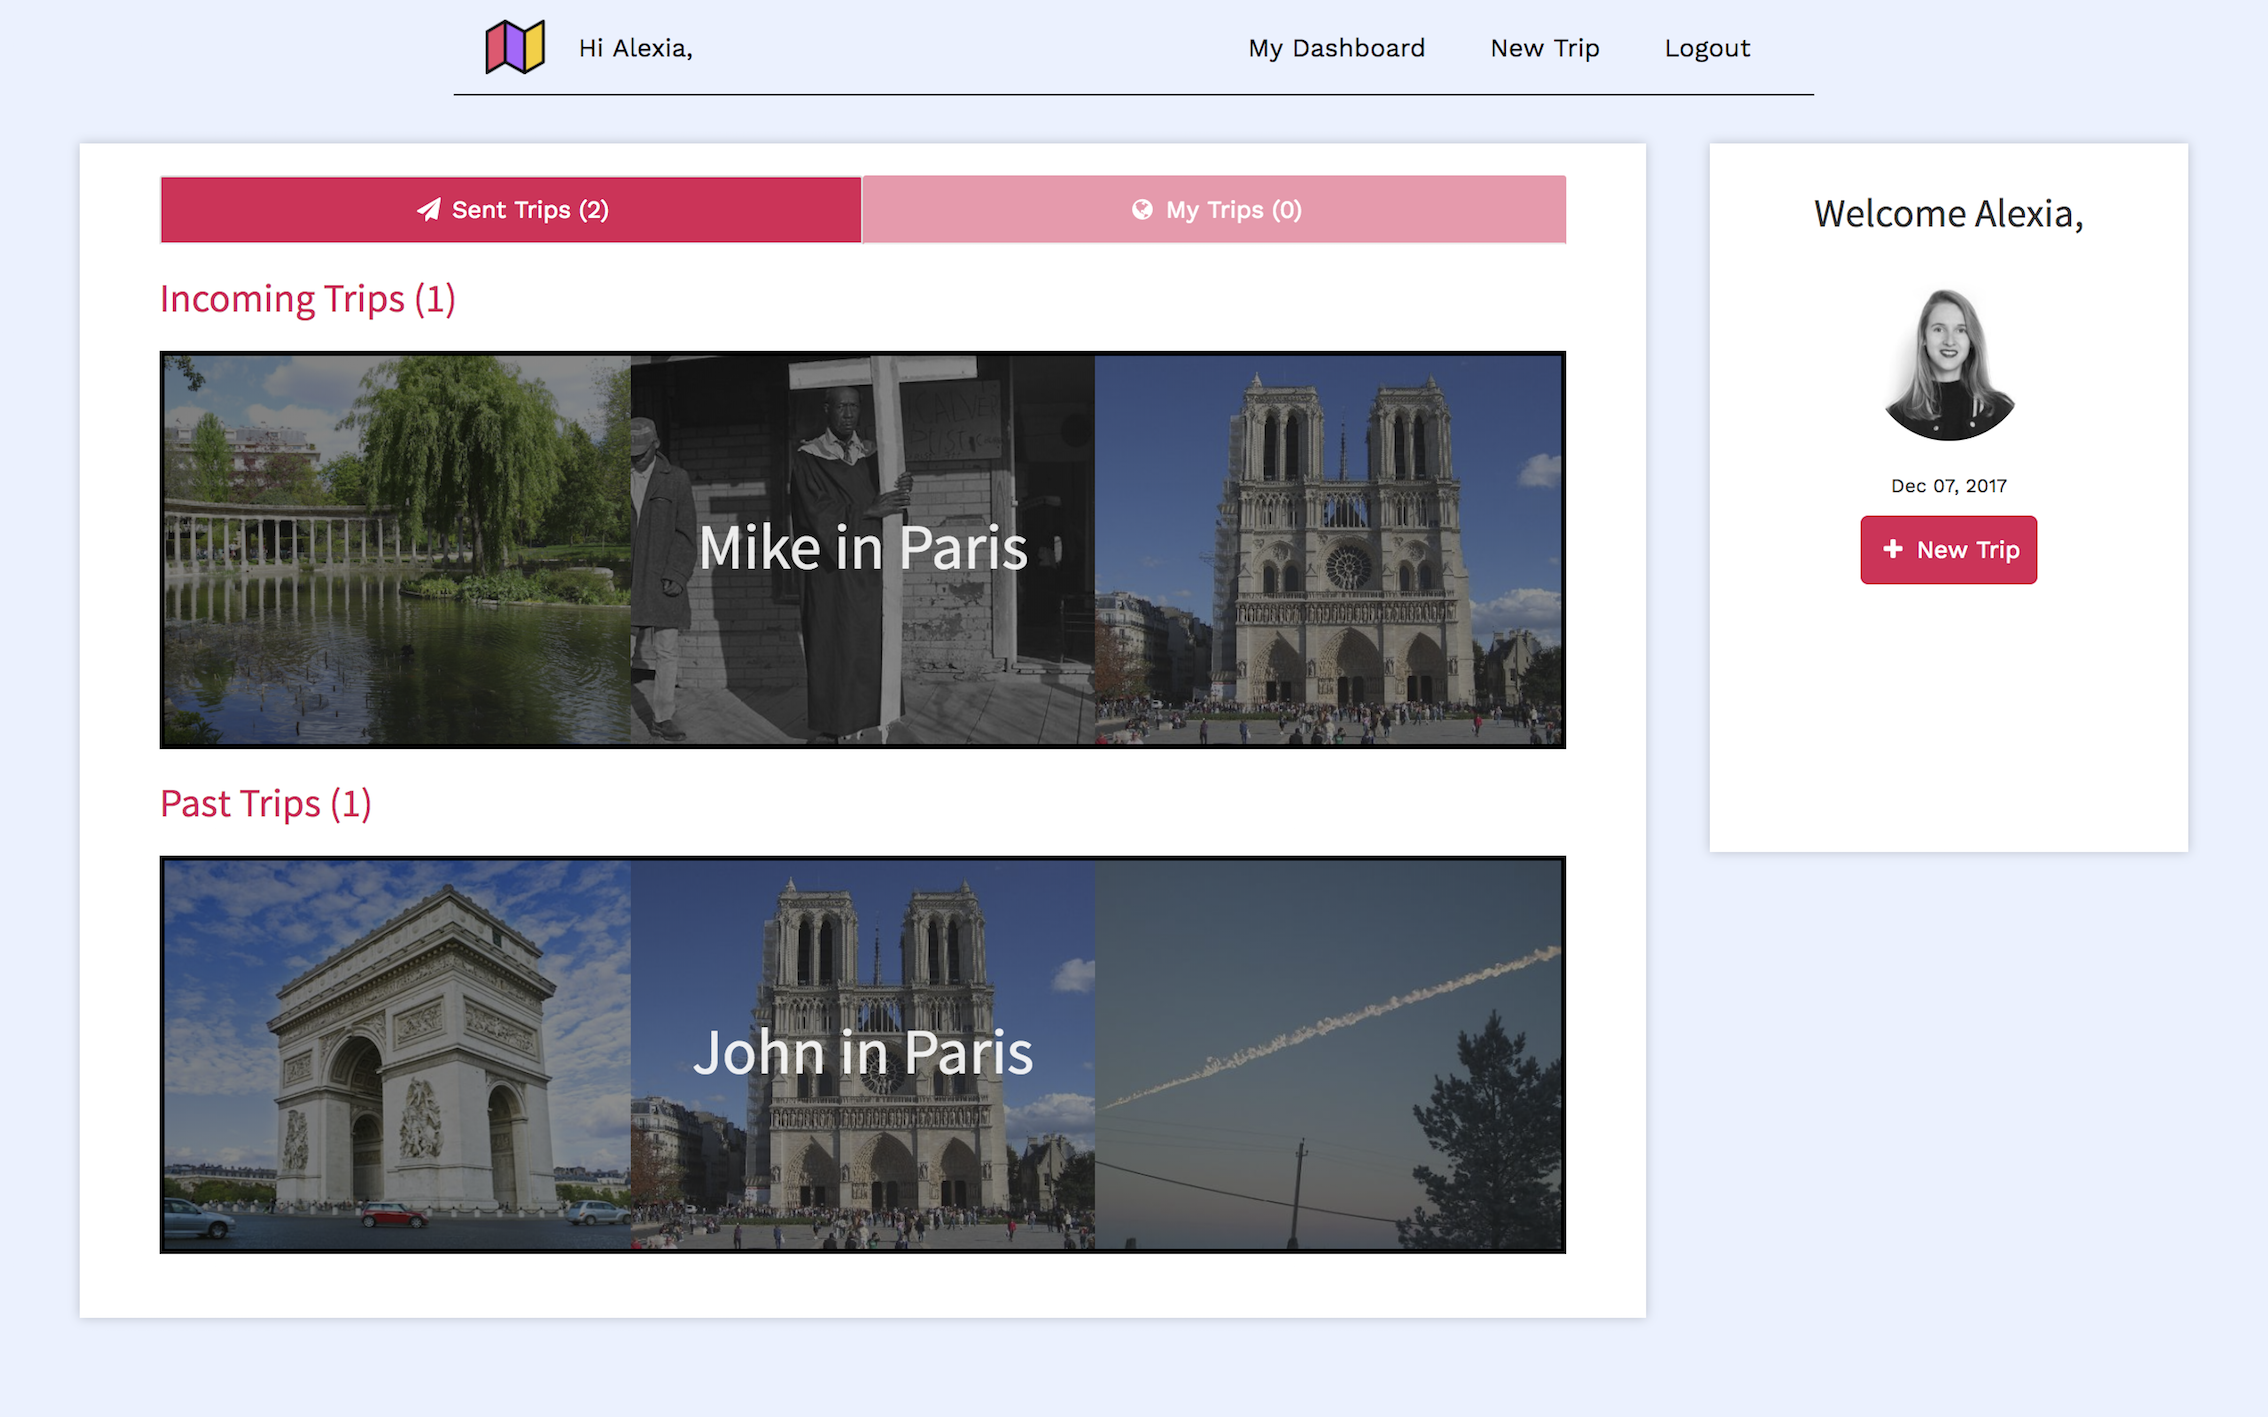 Hi Alexia,
My Dashboard
New Trip
Logout
Sent Trips (2)
My Trips (0)
Incoming Trips (1)
Mike in Paris
Past Trips (1)
John in Paris
Welcome Alexia,
Dec 07, 2017
New Trip